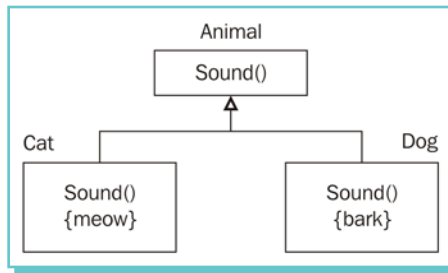 Animal
Sound()
Cat
Dog
Sound()
{meow}
Sound()
{bark}